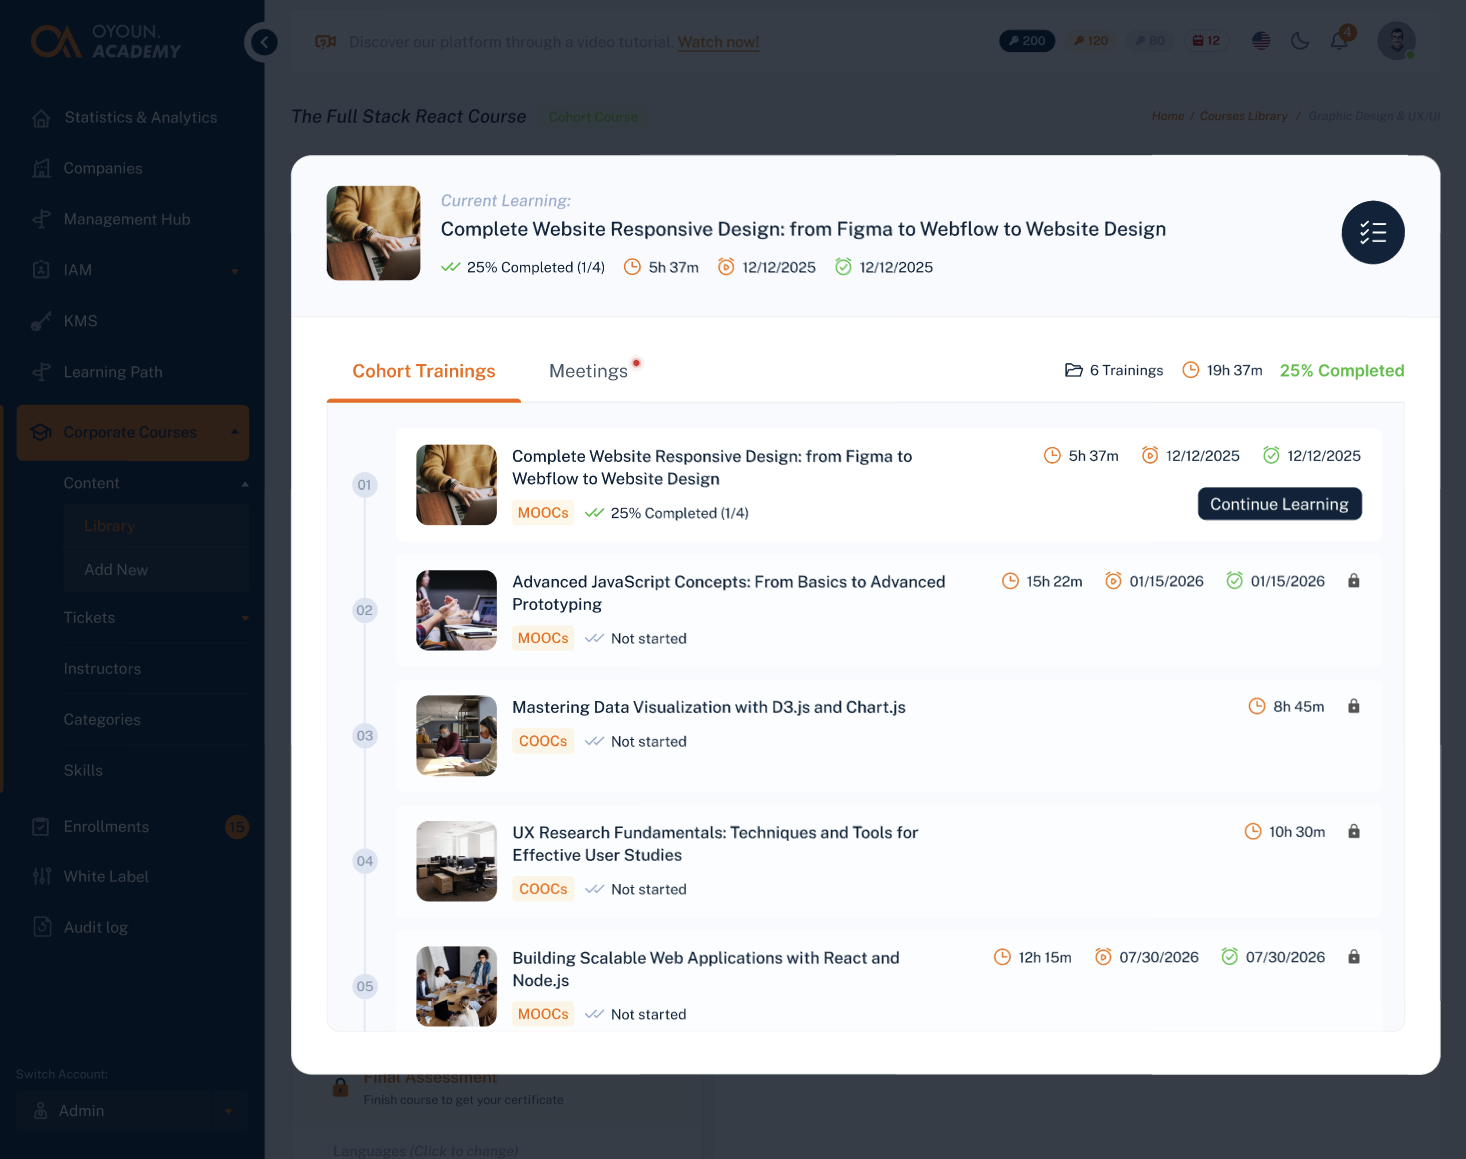 OYOUN.
ACADEMY
Discover our platform through a video tutorial. Watch now!
200
120
80
12
4
Statistics & Analytics
Companies
Management Hub
IAM
KMS
Learning Path
Corporate Courses
Content
Library
Add New
Tickets
Instructors
Categories
Skills
Enrollments
15
White Label
Audit log
Switch Account:
Admin
The Full Stack React Course
Cohort Course
Home / Courses Library / Graphic Design & UX/UI
Current Learning:
Complete Website Responsive Design: from Figma to Webflow to Website Design
25% Completed (1/4) 5h 37m 12/12/2025 12/12/2025
Cohort Trainings
Meetings
6 Trainings 19h 37m 25% Completed
01
Complete Website Responsive Design: from Figma to
Webflow to Website Design
MOOCs 25% Completed (1/4)
5h 37m 12/12/2025 12/12/2025
Continue Learning
02
Advanced JavaScript Concepts: From Basics to Advanced
Prototyping
MOOCs Not started
15h 22m 01/15/2026 01/15/2026
03
Mastering Data Visualization with D3.js and Chart.js
COOCs Not started
8h 45m
04
UX Research Fundamentals: Techniques and Tools for
Effective User Studies
COOCs Not started
10h 30m
05
Building Scalable Web Applications with React and
Node.js
MOOCs Not started
12h 15m 07/30/2026 07/30/2026
Final Assessment
Finish course to get your certificate
Languages (Click to change)